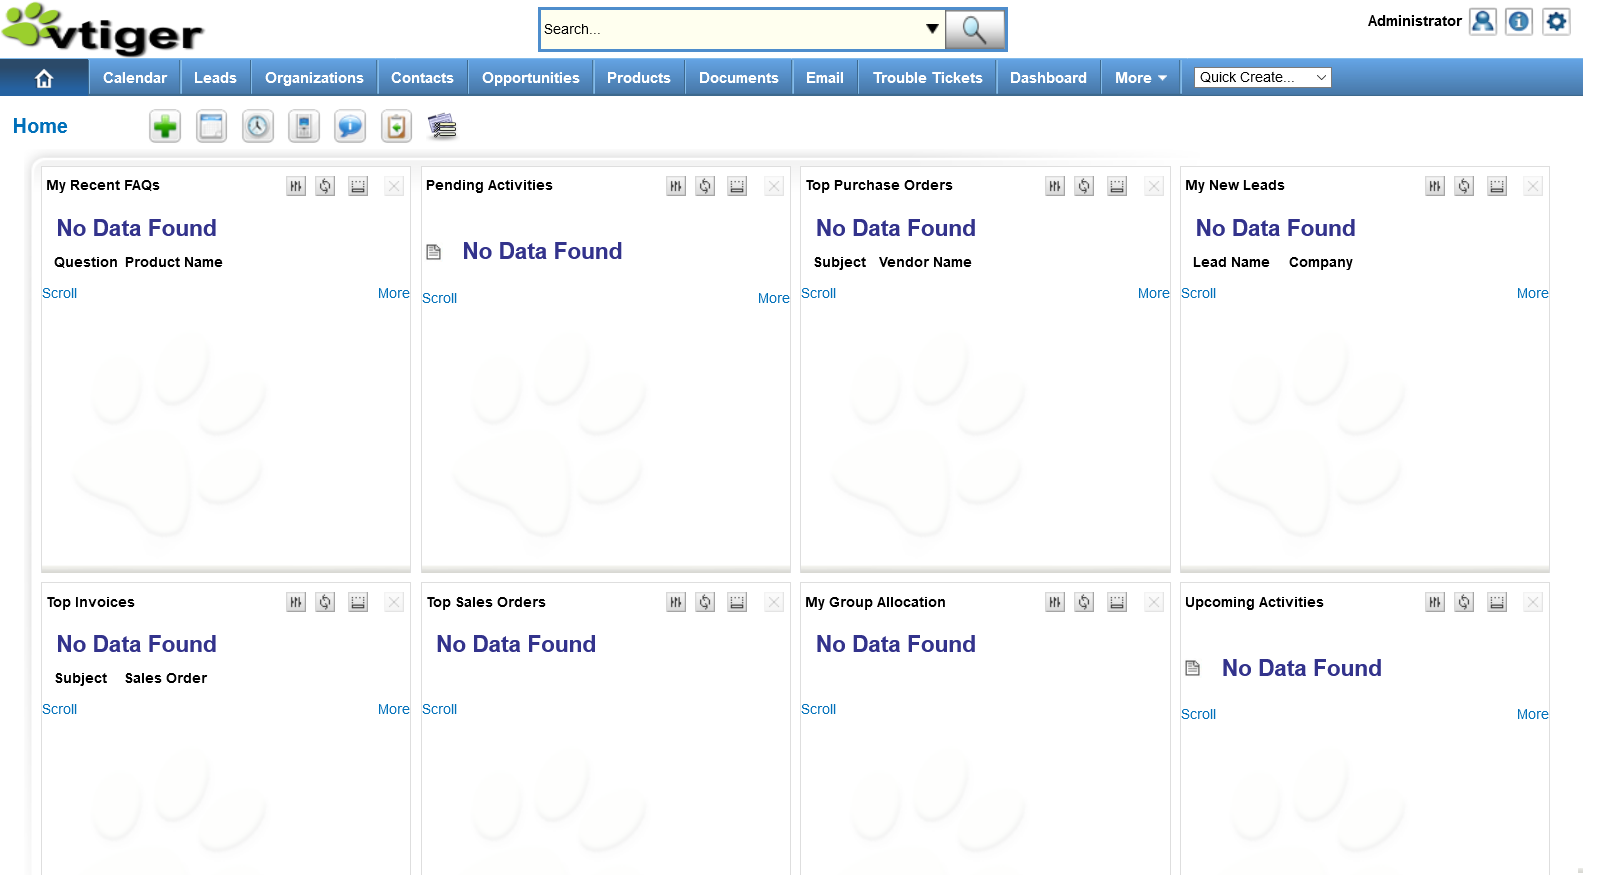 vtiger
Search...
Administrator
Calendar Leads Organizations Contacts Opportunities Products Documents Email Trouble Tickets Dashboard More Quick Create...
Home
My Recent FAQs
No Data Found
Question Product Name
Scroll More
Pending Activities
No Data Found
Scroll More
Top Purchase Orders
No Data Found
Subject Vendor Name
Scroll More
My New Leads
No Data Found
Lead Name Company
Scroll More
Top Invoices
No Data Found
Subject Sales Order
Scroll More
Top Sales Orders
No Data Found
Scroll
My Group Allocation
No Data Found
Scroll
Upcoming Activities
No Data Found
Scroll More